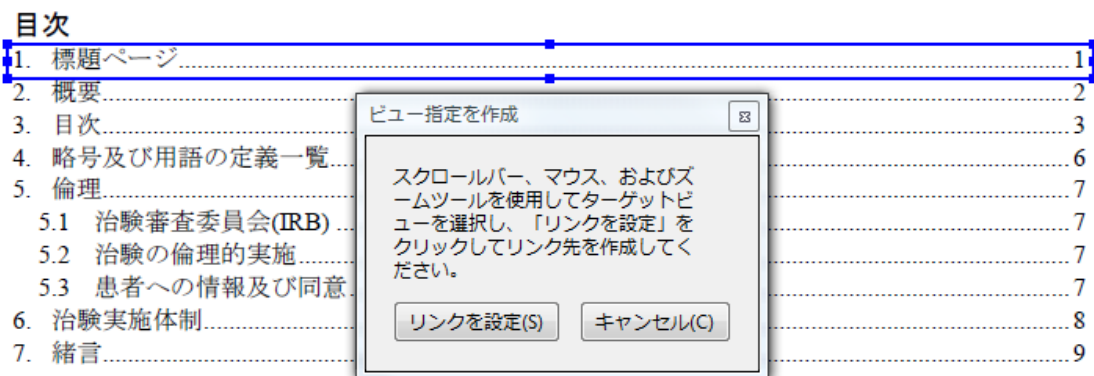 目次
1. 標題ページ 1
2. 概要 2
3. 目次 3
4. 略号及び用語の定義一覧 6
5. 倫理 7
5.1 治験審査委員会(IRB) 7
5.2 治験の倫理的実施 7
5.3 患者への情報及び同意 7
6. 治験実施体制 8
7. 緒言 9
ビュー指定を作成
スクロールバー、マウス、およびズ
ームツールを使用してターゲットビ
ューを選択し、「リンクを設定」を
クリックしてリンク先を作成してく
ださい。
リンクを設定(S) キャンセル(C)